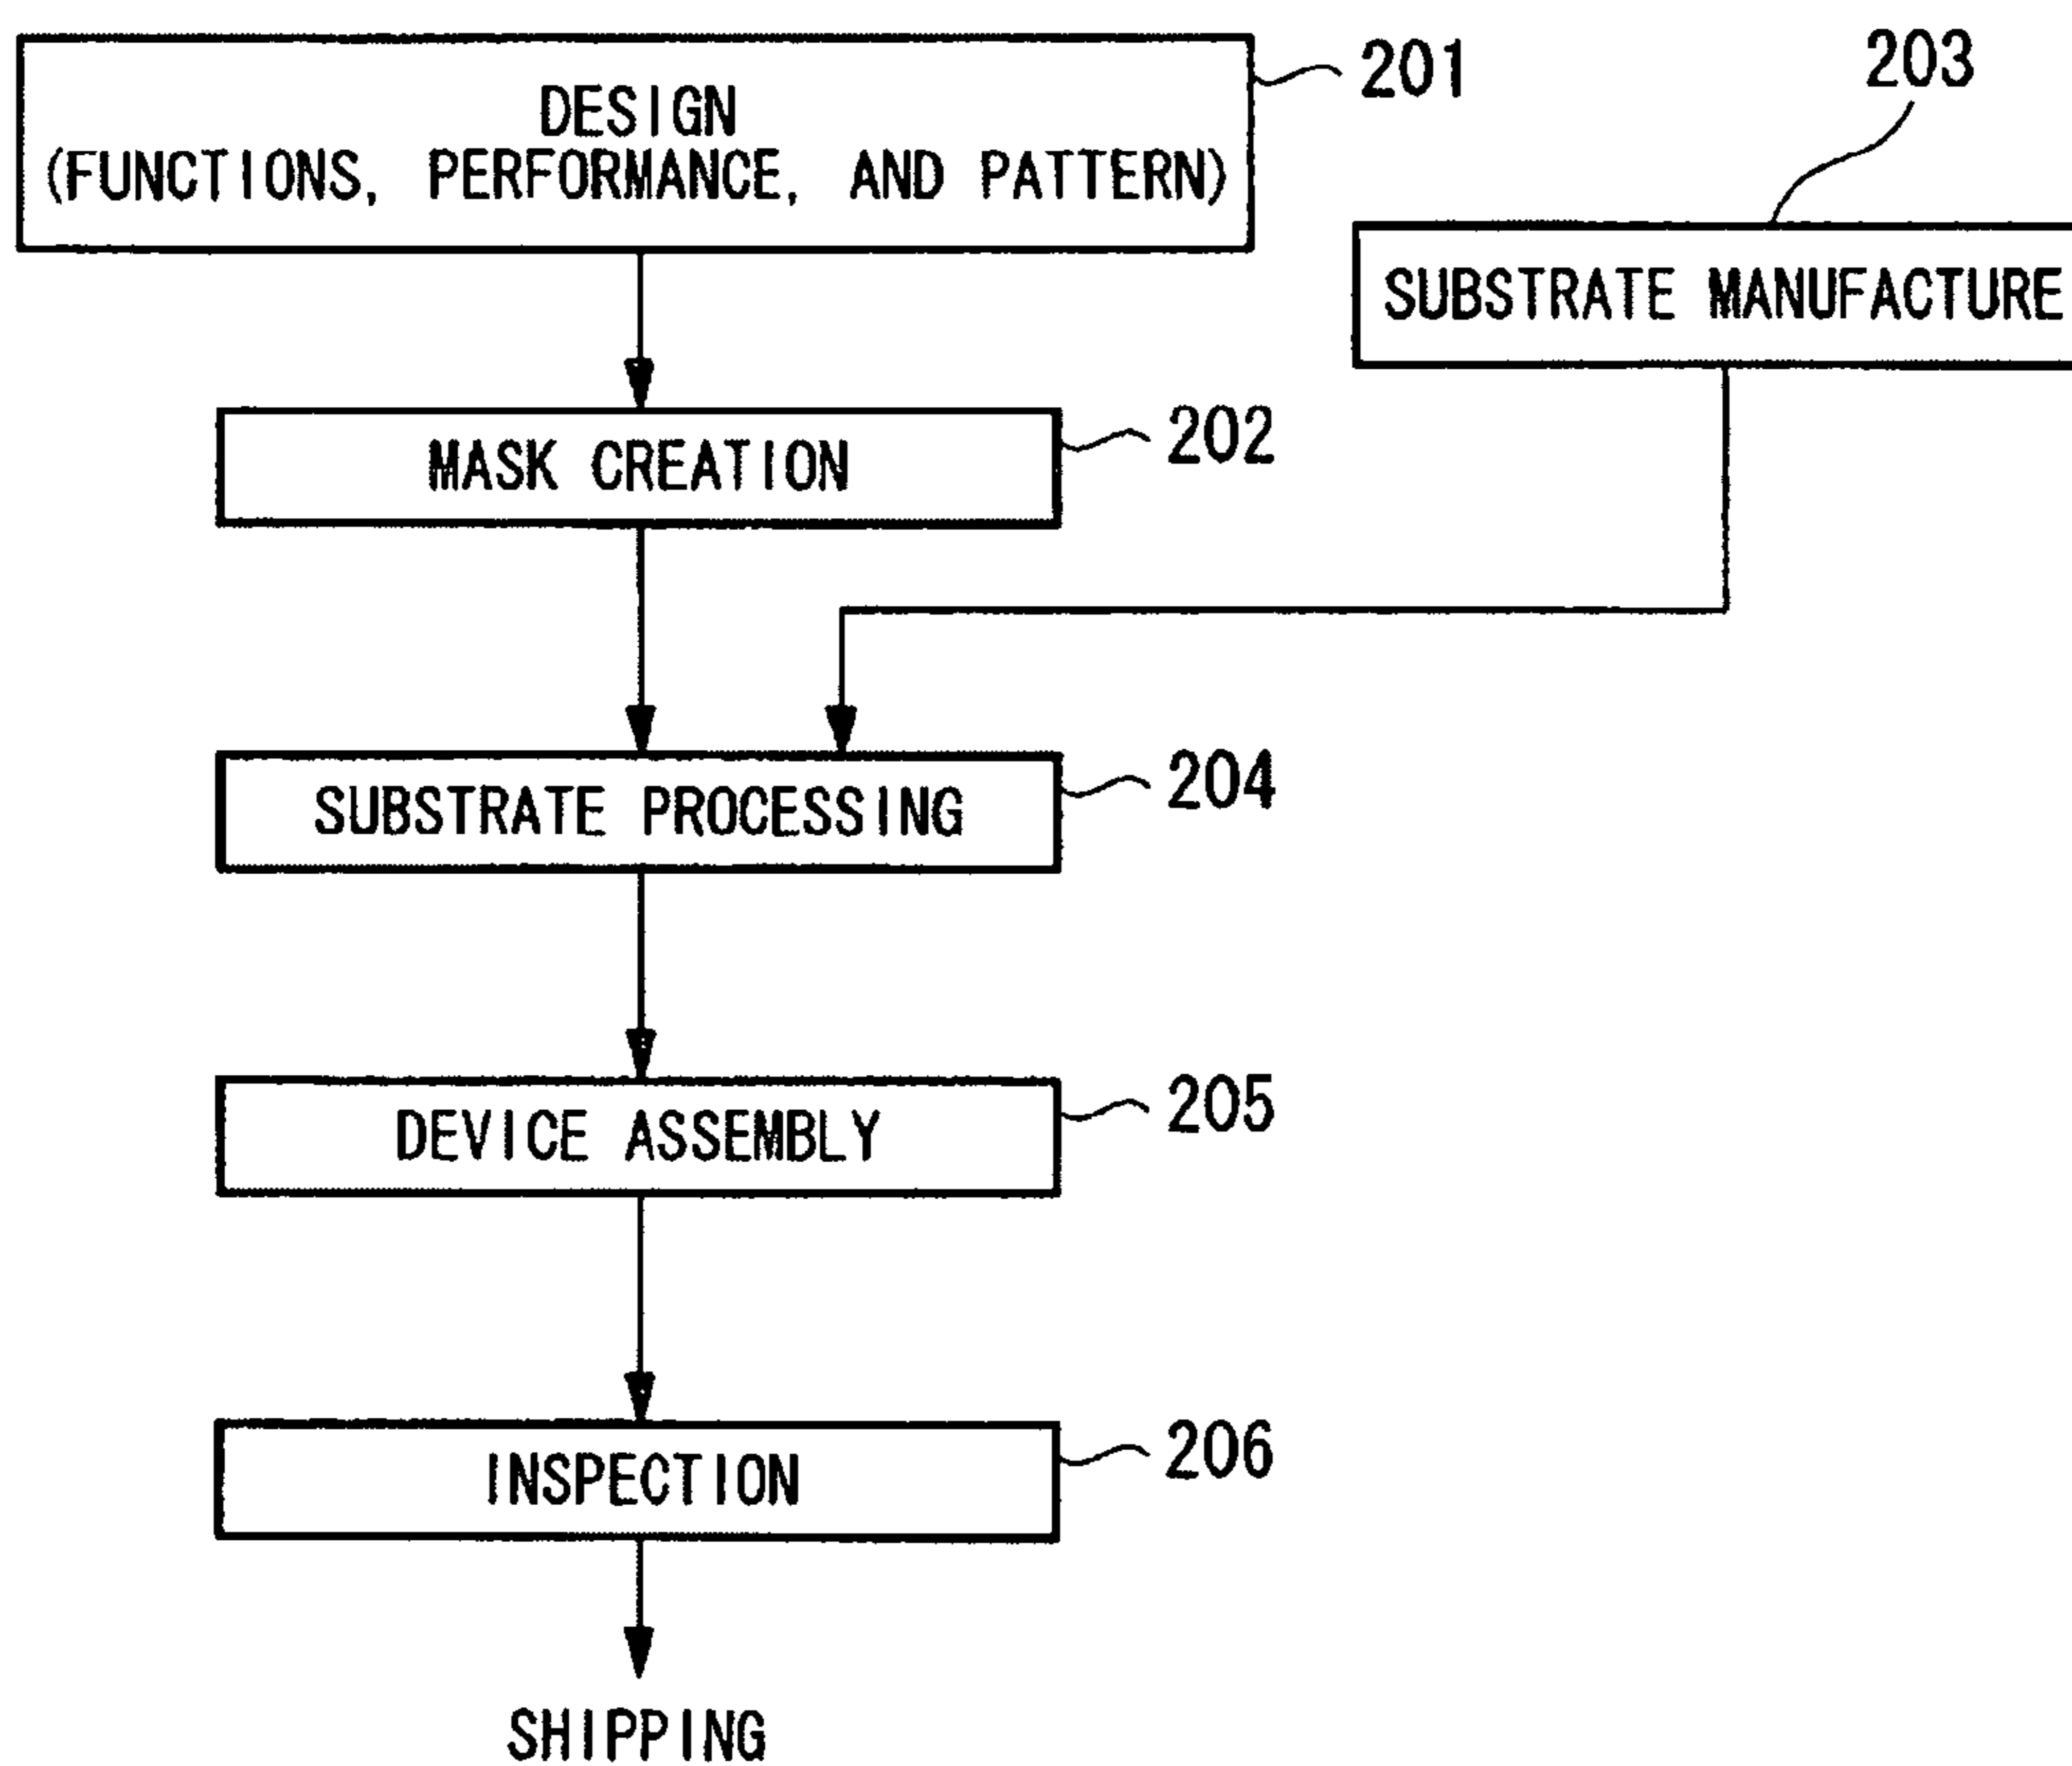 DESIGN
(FUNCTIONS, PERFORMANCE, AND PATTERN)
201
203
SUBSTRATE MANUFACTURE
MASK CREATION
202
SUBSTRATE PROCESSING
204
DEVICE ASSEMBLY
205
INSPECTION
206
SHIPPING